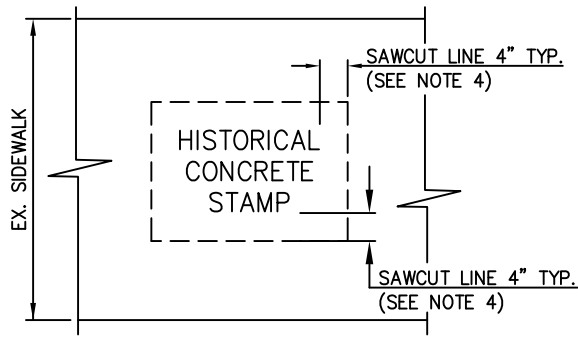 SAWCUT LINE 4" TYP.
(SEE NOTE 4)
HISTORICAL
CONCRETE
STAMP
EX. SIDEWALK
SAWCUT LINE 4" TYP.
(SEE NOTE 4)